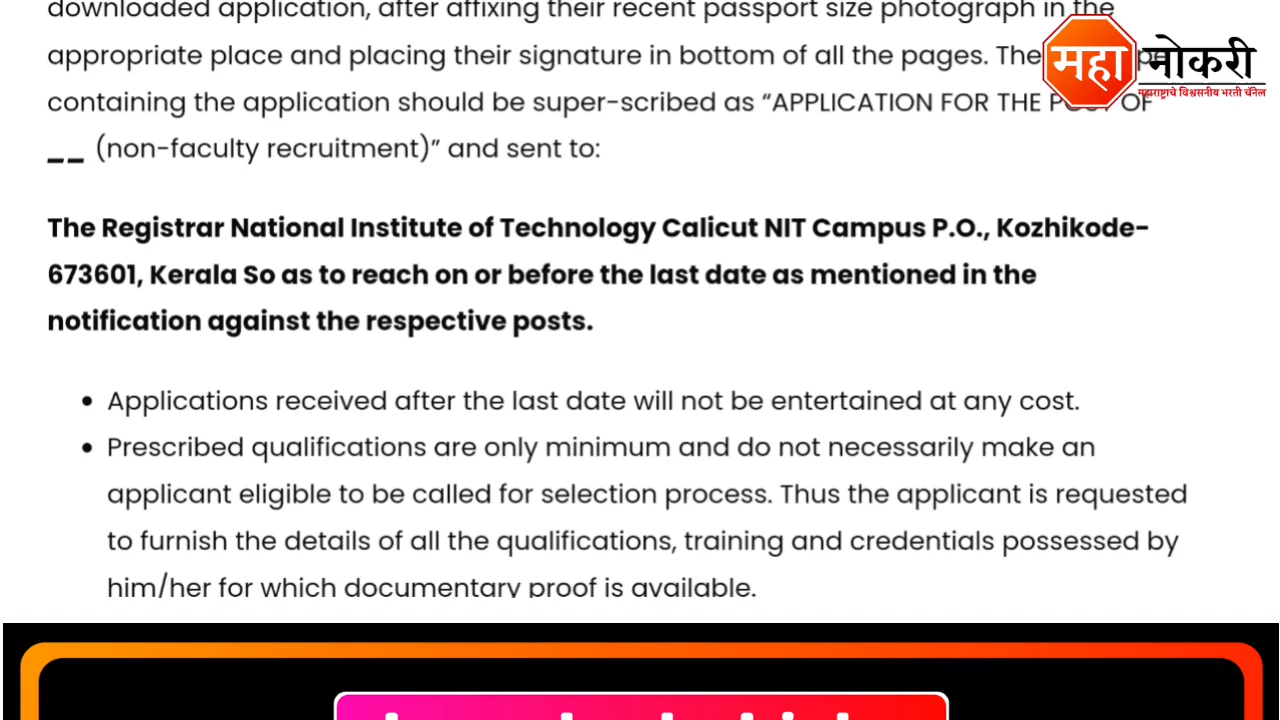 downloaded application, after affixing their recent passport size photograph in the
appropriate place and placing their signature in bottom of all the pages. The
containing the application should be super-scribed as “APPLICATION FOR THE POST OF
__ (non-faculty recruitment)” and sent to:
महा नोकरी
महाराष्ट्राचे विश्वसनीय भरती चॅनेल
The Registrar National Institute of Technology Calicut NIT Campus P.O., Kozhikode-
673601, Kerala So as to reach on or before the last date as mentioned in the
notification against the respective posts.
• Applications received after the last date will not be entertained at any cost.
• Prescribed qualifications are only minimum and do not necessarily make an
applicant eligible to be called for selection process. Thus the applicant is requested
to furnish the details of all the qualifications, training and credentials possessed by
him/her for which documentary proof is available.